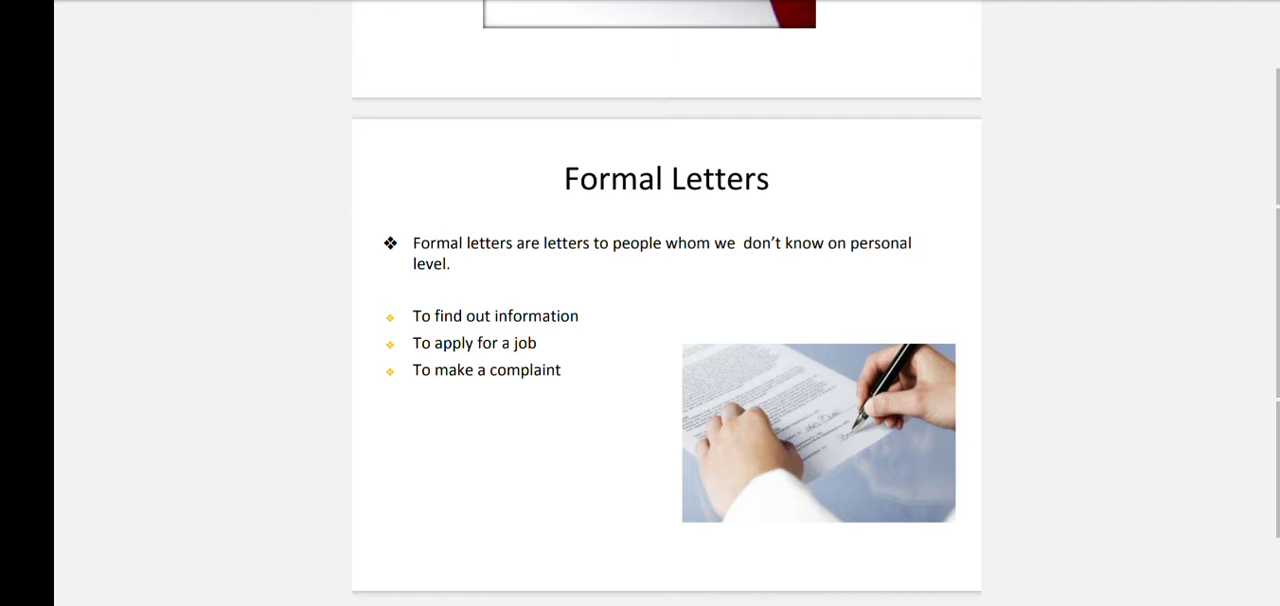 Formal Letters
❖ Formal letters are letters to people whom we don’t know on personal
level.
❖ To find out information
❖ To apply for a job
❖ To make a complaint